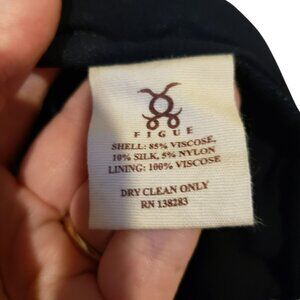 FIGUE
SHELL: 85% VISCOSE,
10% SILK, 5% NYLON
LINING: 100% VISCOSE
DRY CLEAN ONLY
RN 138283